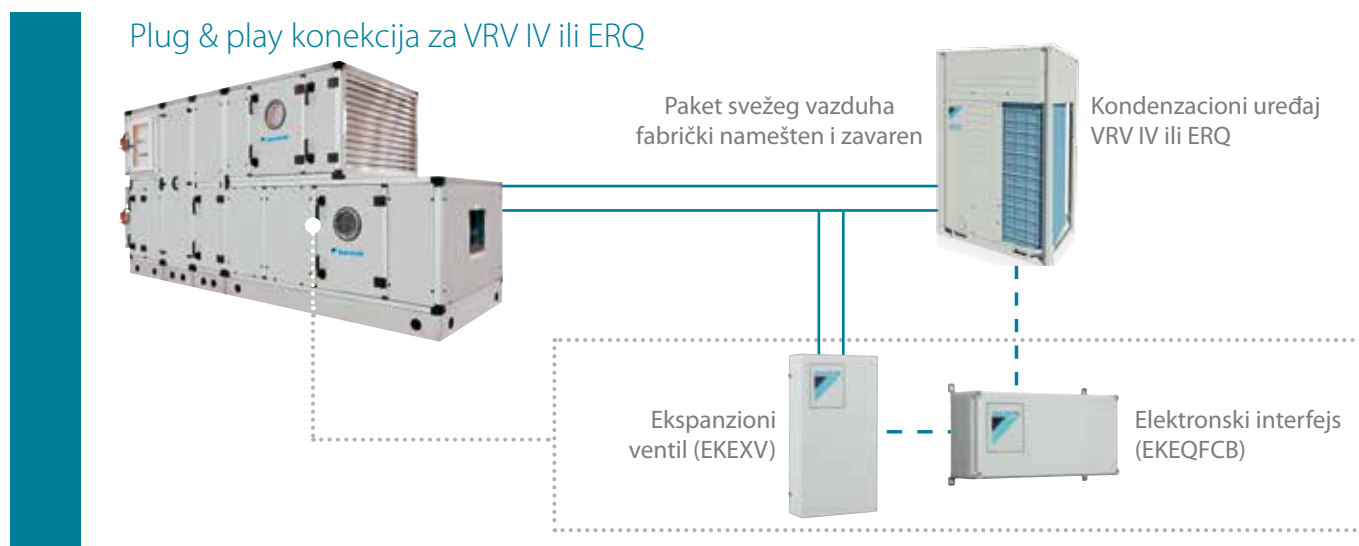 Plug & play konekcija za VRV IV ili ERQ
Paket svežeg vazduha
fabrički namešten i zavaren
Kondenzacioni uređaj
VRV IV ili ERQ
Ekspanzioni
ventil (EKEXV)
Elektronski interfejs
(EKEQFCB)